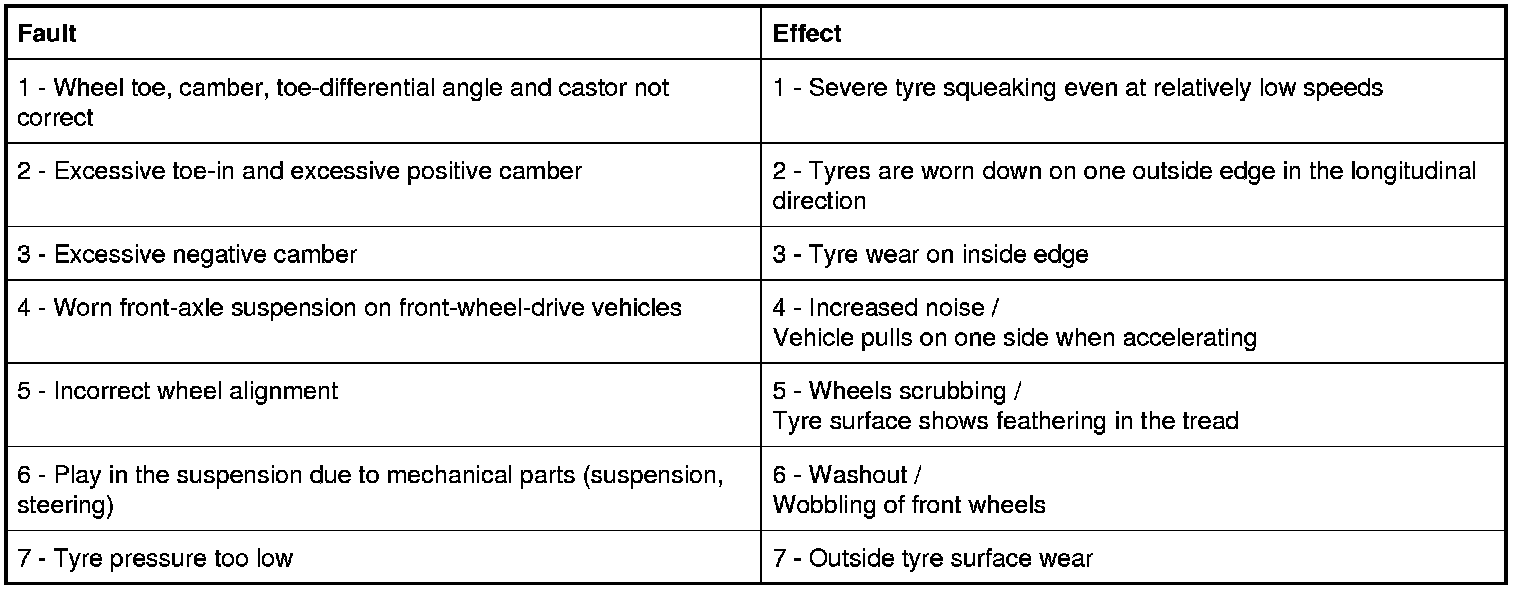 Fault
Effect
1 - Wheel toe, camber, toe-differential angle and castor not
correct
1 - Severe tyre squeaking even at relatively low speeds
2 - Excessive toe-in and excessive positive camber
2 - Tyres are worn down on one outside edge in the longitudinal
direction
3 - Excessive negative camber
3 - Tyre wear on inside edge
4 - Worn front-axle suspension on front-wheel-drive vehicles
4 - Increased noise /
Vehicle pulls on one side when accelerating
5 - Incorrect wheel alignment
5 - Wheels scrubbing /
Tyre surface shows feathering in the tread
6 - Play in the suspension due to mechanical parts (suspension,
steering)
6 - Washout /
Wobbling of front wheels
7 - Tyre pressure too low
7 - Outside tyre surface wear